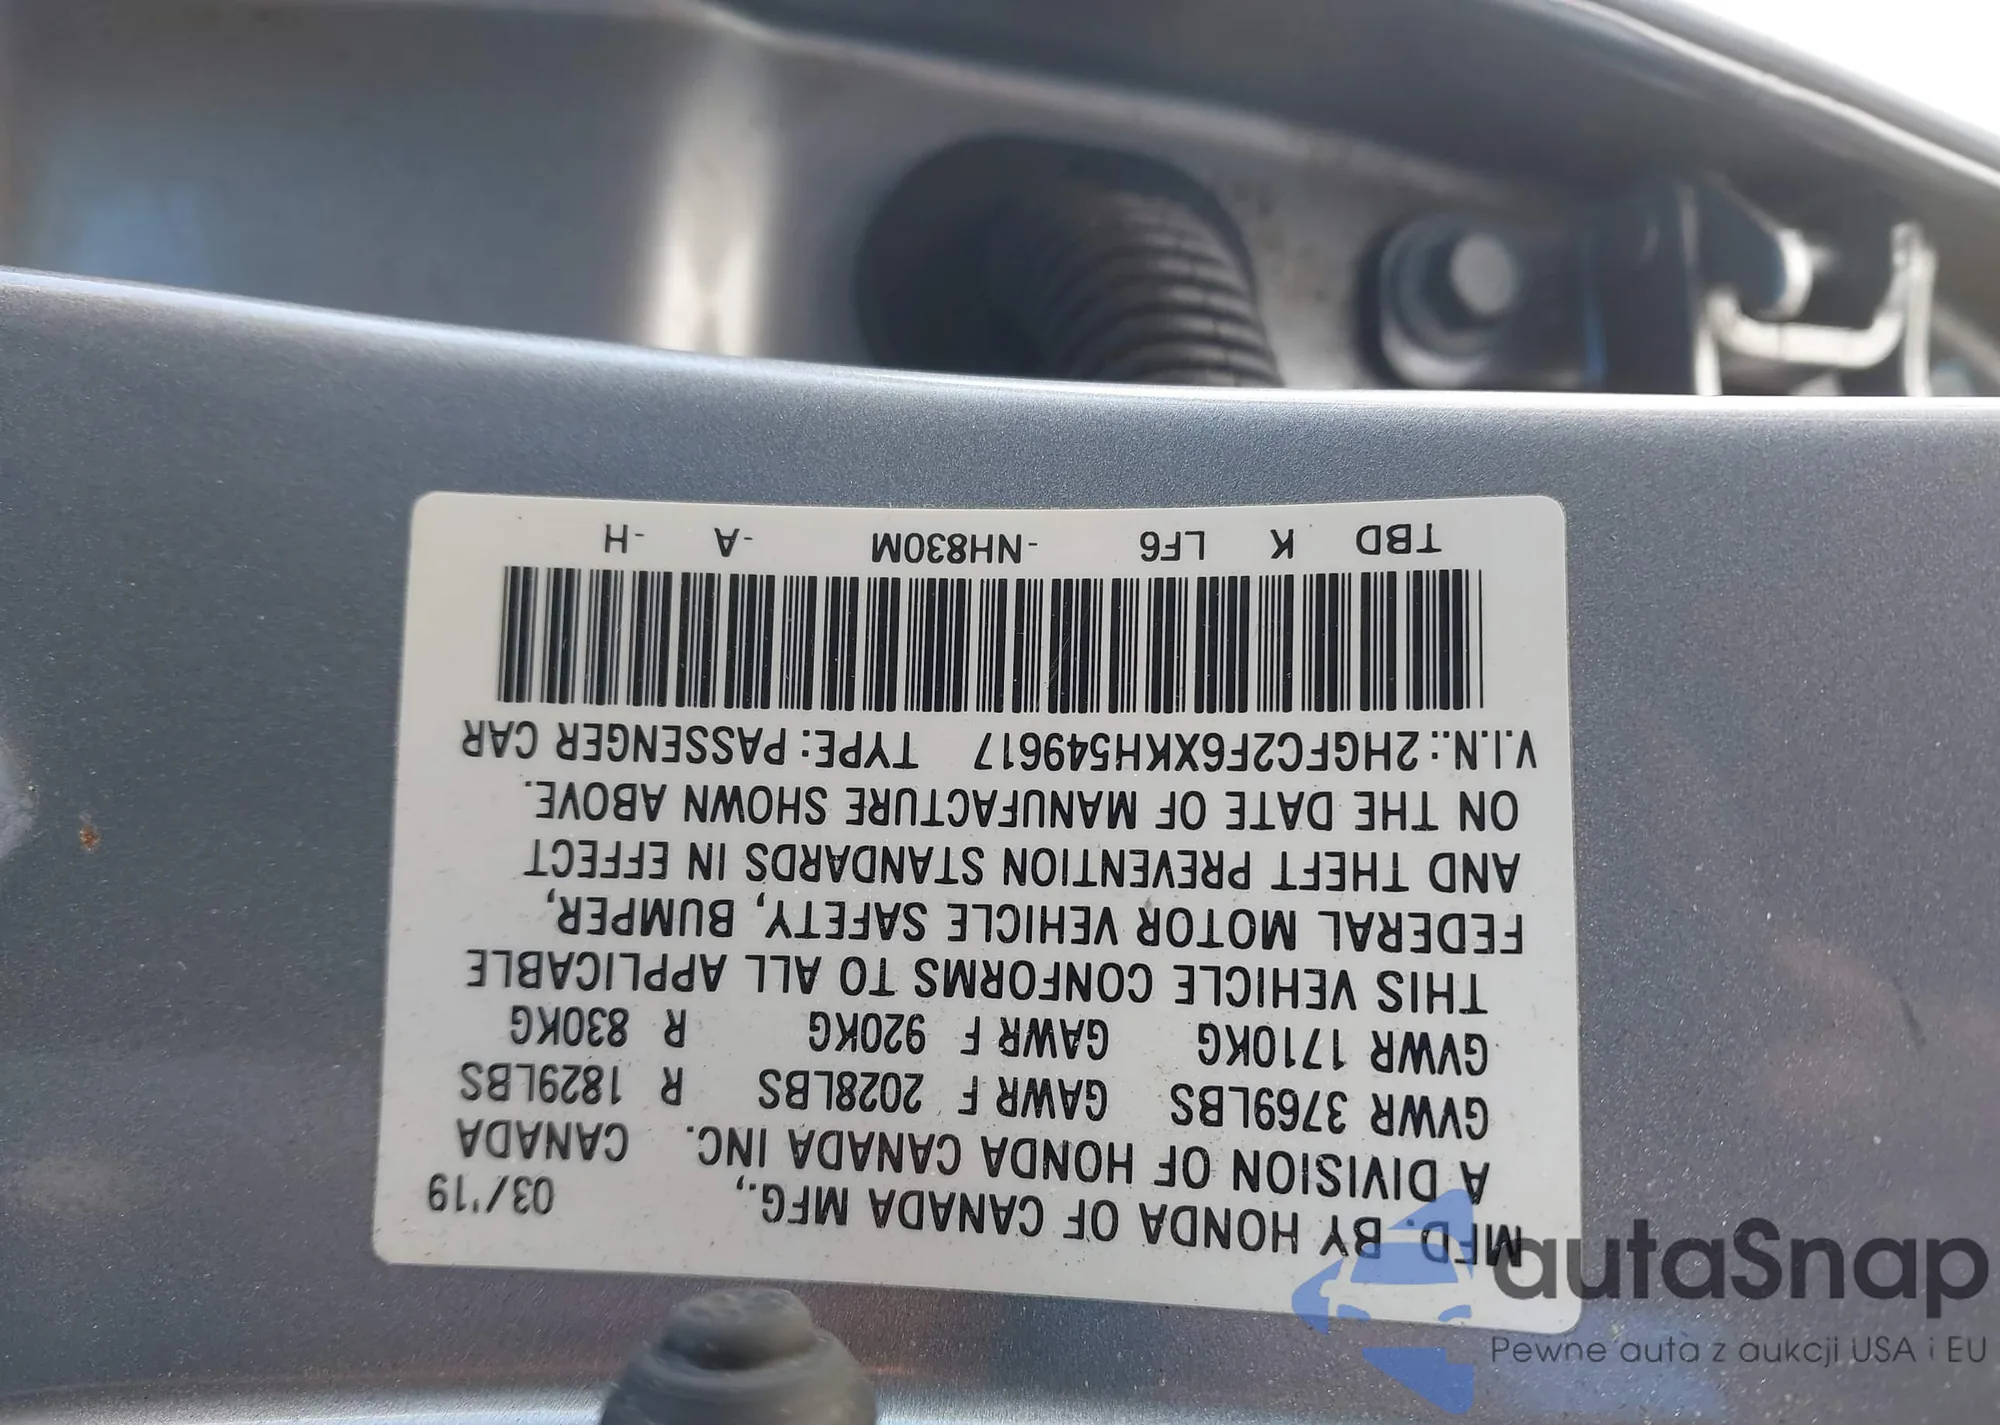 MFD. BY HONDA OF CANADA MFG., 03/'19
A DIVISION OF HONDA CANADA INC. CANADA
GVWR 3769LBS GAWR F 2028LBS R 1829LBS
GVWR 1710KG GAWR F 920KG R 830KG
THIS VEHICLE CONFORMS TO ALL APPLICABLE
FEDERAL MOTOR VEHICLE SAFETY, BUMPER,
AND THEFT PREVENTION STANDARDS IN EFFECT
ON THE DATE OF MANUFACTURE SHOWN ABOVE.
V.I.N.: 2HGFC2F6XKH549617 TYPE: PASSENGER CAR
TBD K LF6 -NH830M -A -H
autaSnap
Pewne auta z aukcji USA i EU